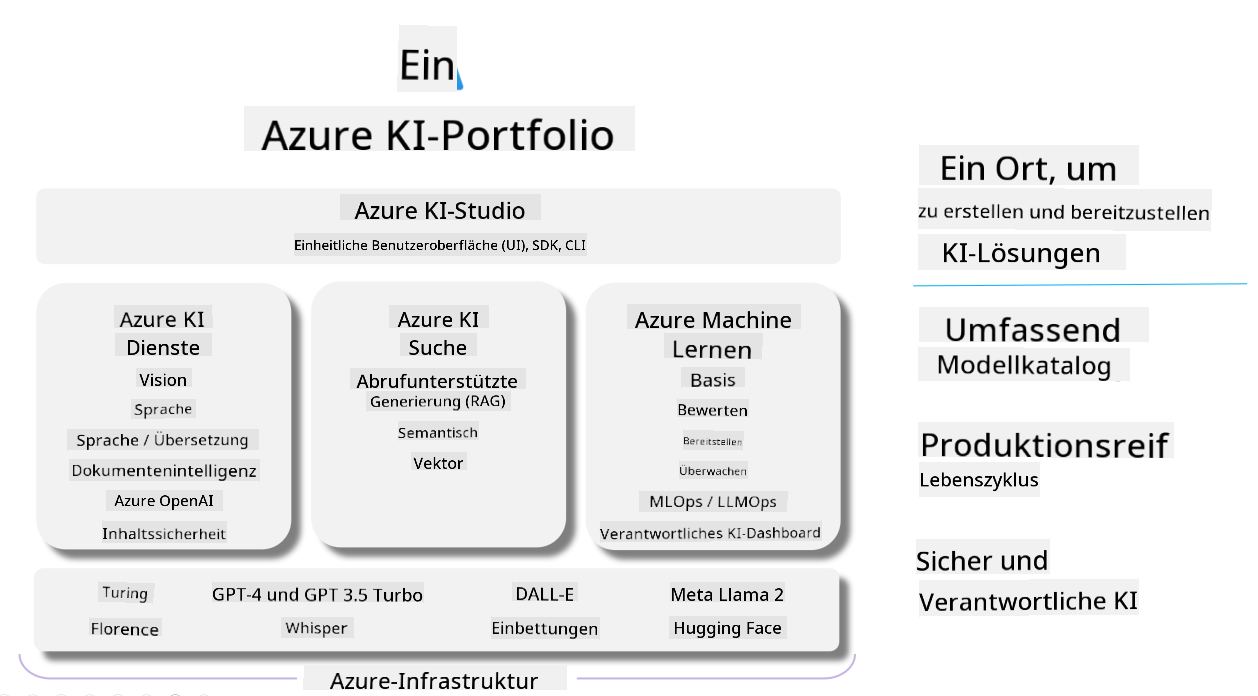 Ein
Azure KI-Portfolio
Azure KI-Studio
Einheitliche Benutzeroberfläche (UI), SDK, CLI
Azure KI
Dienste
Vision
Sprache
Sprache / Übersetzung
Dokumentenintelligenz
Azure OpenAI
Inhaltssicherheit
Azure KI
Suche
Abrufunterstützte
Generierung (RAG)
Semantisch
Vektor
Azure Machine
Lernen
Basis
Bewerten
Bereitstellen
Überwachen
MLOps / LLMOps
Verantwortliches KI-Dashboard
Turing
GPT-4 und GPT 3.5 Turbo
DALL-E
Meta Llama 2
Florence
Whisper
Einbettungen
Hugging Face
Azure-Infrastruktur
Ein Ort, um
zu erstellen und bereitzustellen
KI-Lösungen
Umfassend
Modellkatalog
Produktionsreif
Lebenszyklus
Sicher und
Verantwortliche KI